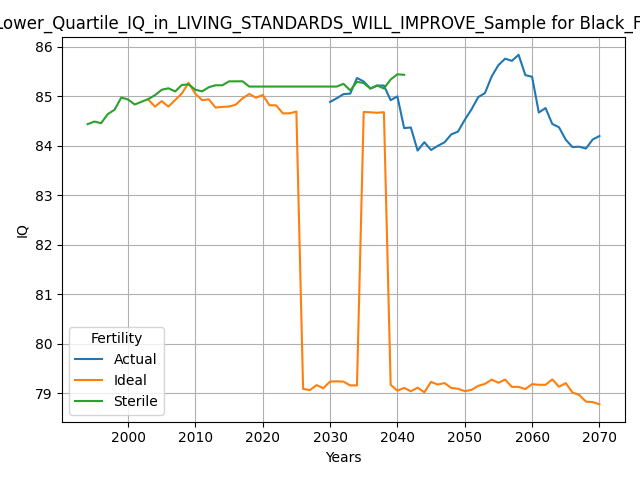 Lower_Quartile_IQ_in_LIVING_STANDARDS_WILL_IMPROVE_Sample for Black_F
86
85
84
83
82
81
80
79
IQ
Fertility
Actual
Ideal
Sterile
2000 2010 2020 2030 2040 2050 2060 2070
Years